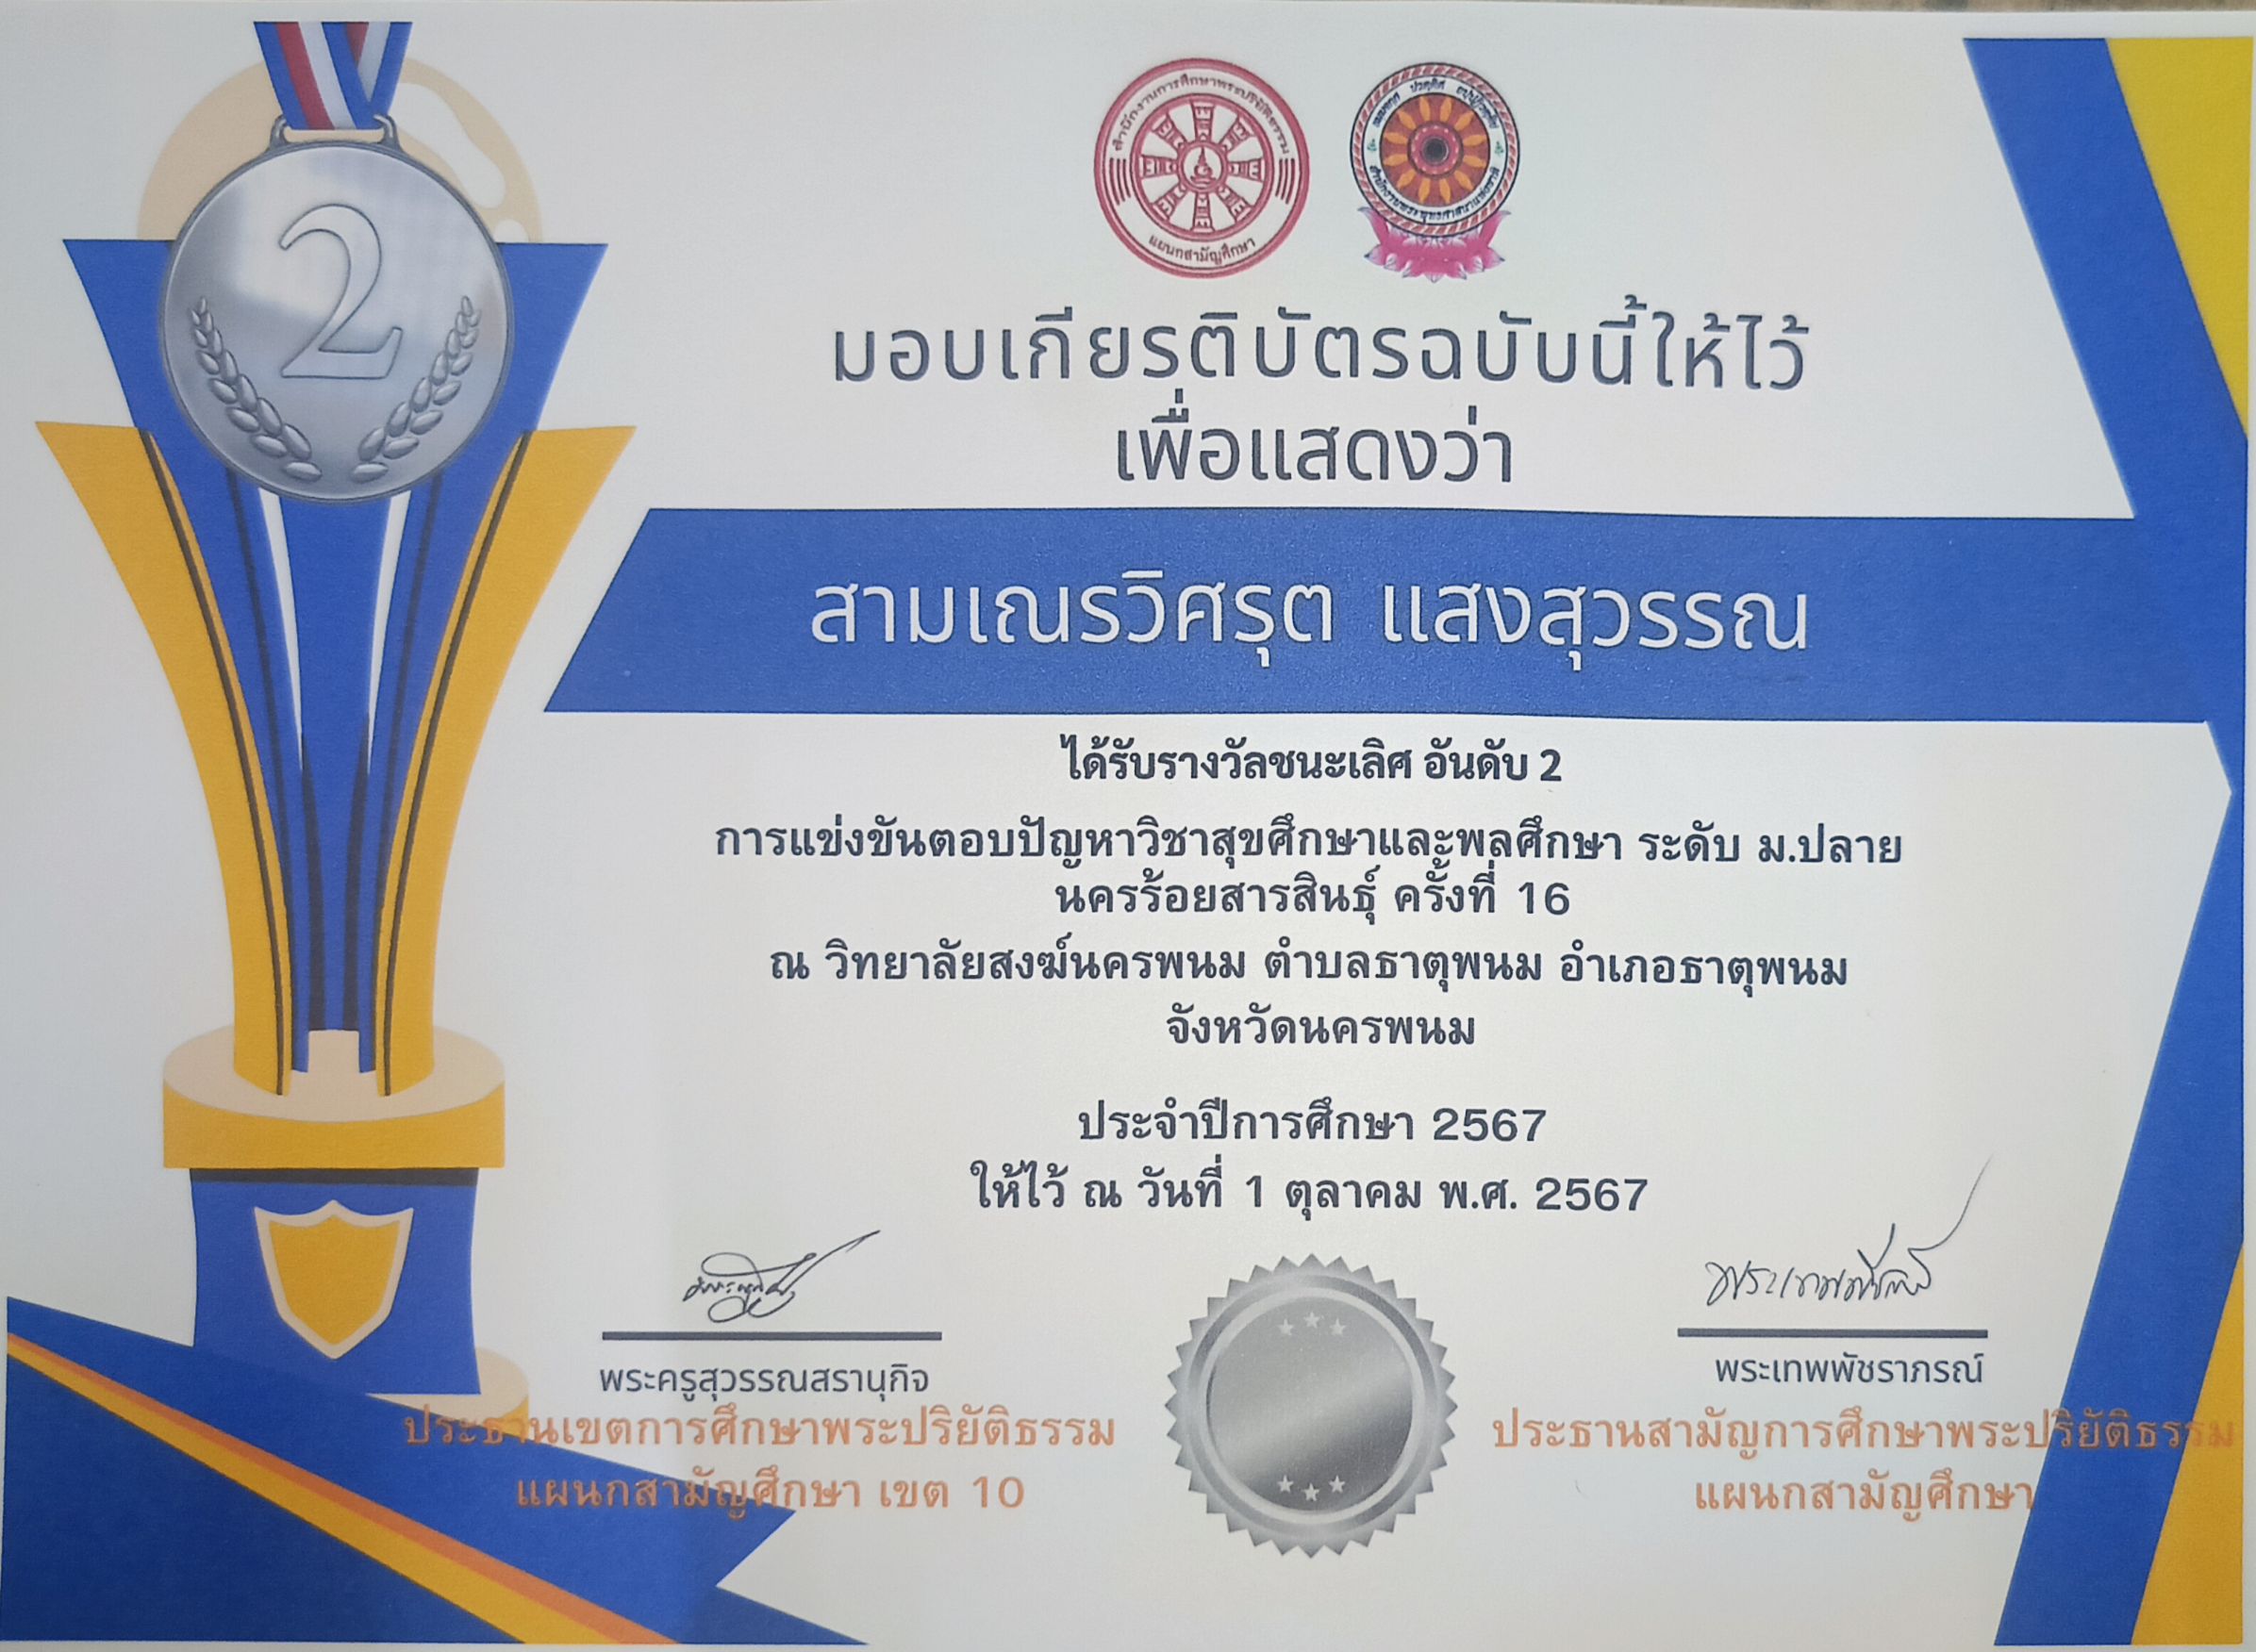 สำนักงานการศึกษาพระปริยัติธรรม
แผนกสามัญศึกษา
สำนักงานพระพุทธศาสนาแห่งชาติ
2
มอบเกียรติบัตรฉบับนี้ให้ไว้
เพื่อแสดงว่า
สามเณรวิศรุต แสงสุวรรณ
ได้รับรางวัลชนะเลิศ อันดับ 2
การแข่งขันตอบปัญหาวิชาสุขศึกษาและพลศึกษา ระดับ ม.ปลาย
นครร้อยสารสินธุ์ ครั้งที่ 16
ณ วิทยาลัยสงฆ์นครพนม ตำบลธาตุพนม อำเภอธาตุพนม
จังหวัดนครพนม
ประจำปีการศึกษา 2567
ให้ไว้ ณ วันที่ 1 ตุลาคม พ.ศ. 2567
พระครูสุวรรณสรานุกิจ
ประธานเขตการศึกษาพระปริยัติธรรม
แผนกสามัญศึกษา เขต 10
พระเทพพัชราภรณ์
ประธานสามัญการศึกษาพระปริยัติธรรม
แผนกสามัญศึกษา